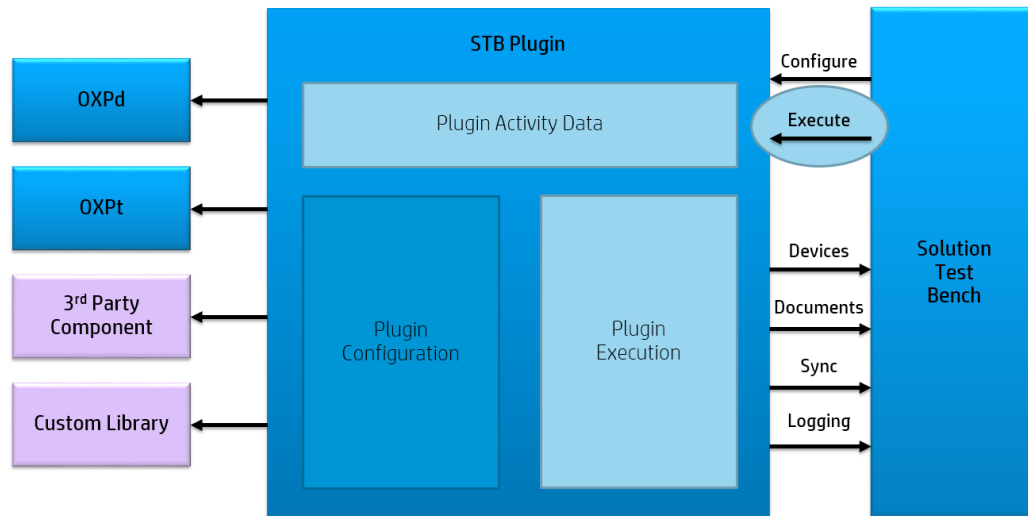 STB Plugin
OXPd
OXPt
3rd Party
Component
Custom Library
Plugin Activity Data
Plugin
Configuration
Plugin
Execution
Configure
Execute
Devices
Documents
Sync
Logging
Solution
Test
Bench